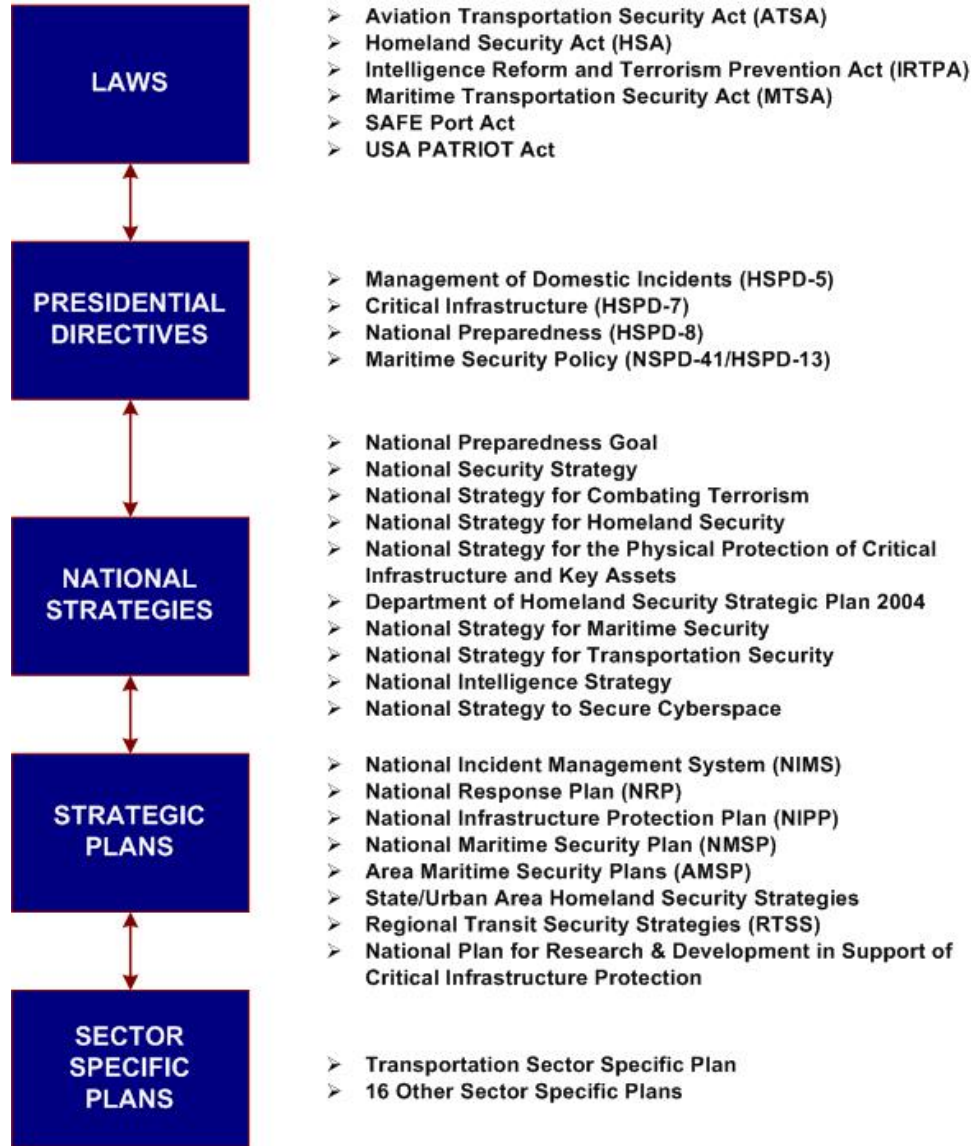 LAWS
➢ Aviation Transportation Security Act (ATSA)
➢ Homeland Security Act (HSA)
➢ Intelligence Reform and Terrorism Prevention Act (IRTPA)
➢ Maritime Transportation Security Act (MTSA)
➢ SAFE Port Act
➢ USA PATRIOT Act
PRESIDENTIAL
DIRECTIVES
➢ Management of Domestic Incidents (HSPD-5)
➢ Critical Infrastructure (HSPD-7)
➢ National Preparedness (HSPD-8)
➢ Maritime Security Policy (NSPD-41/HSPD-13)
NATIONAL
STRATEGIES
➢ National Preparedness Goal
➢ National Security Strategy
➢ National Strategy for Combating Terrorism
➢ National Strategy for Homeland Security
➢ National Strategy for the Physical Protection of Critical
Infrastructure and Key Assets
➢ Department of Homeland Security Strategic Plan 2004
➢ National Strategy for Maritime Security
➢ National Strategy for Transportation Security
➢ National Intelligence Strategy
➢ National Strategy to Secure Cyberspace
STRATEGIC
PLANS
➢ National Incident Management System (NIMS)
➢ National Response Plan (NRP)
➢ National Infrastructure Protection Plan (NIPP)
➢ National Maritime Security Plan (NMSP)
➢ Area Maritime Security Plans (AMSP)
➢ State/Urban Area Homeland Security Strategies
➢ Regional Transit Security Strategies (RTSS)
➢ National Plan for Research & Development in Support of
Critical Infrastructure Protection
SECTOR
SPECIFIC
PLANS
➢ Transportation Sector Specific Plan
➢ 16 Other Sector Specific Plans